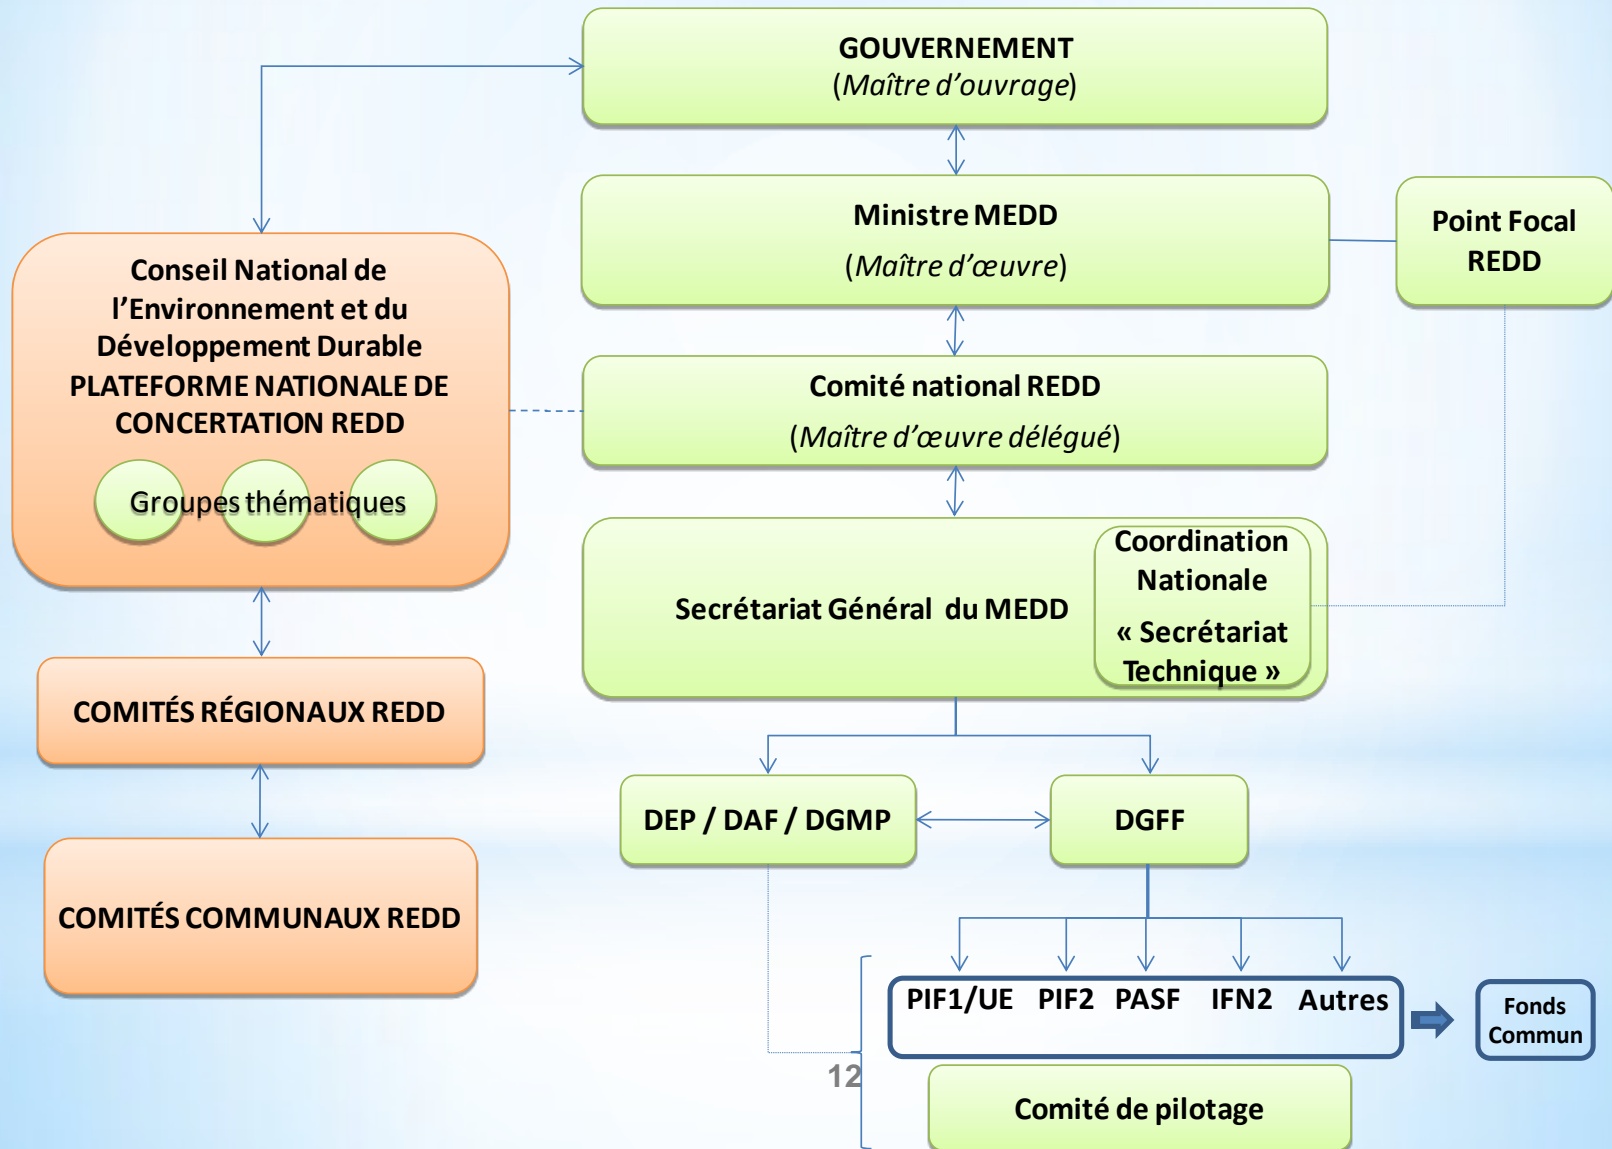 GOUVERNEMENT
(Maître d'ouvrage)
Ministre MEDD
(Maître d'œuvre)
Point Focal
REDD
Conseil National de
l’Environnement et du
Développement Durable
PLATEFORME NATIONALE DE
CONCERTATION REDD
Groupes thématiques
Comité national REDD
(Maître d'œuvre délégué)
Secrétariat Général du MEDD
Coordination
Nationale
« Secrétariat
Technique »
COMITÉS RÉGIONAUX REDD
COMITÉS COMMUNAUX REDD
DEP / DAF / DGMP
DGFF
PIF1/UE PIF2 PASF IFN2 Autres
Fonds
Commun
12
Comité de pilotage